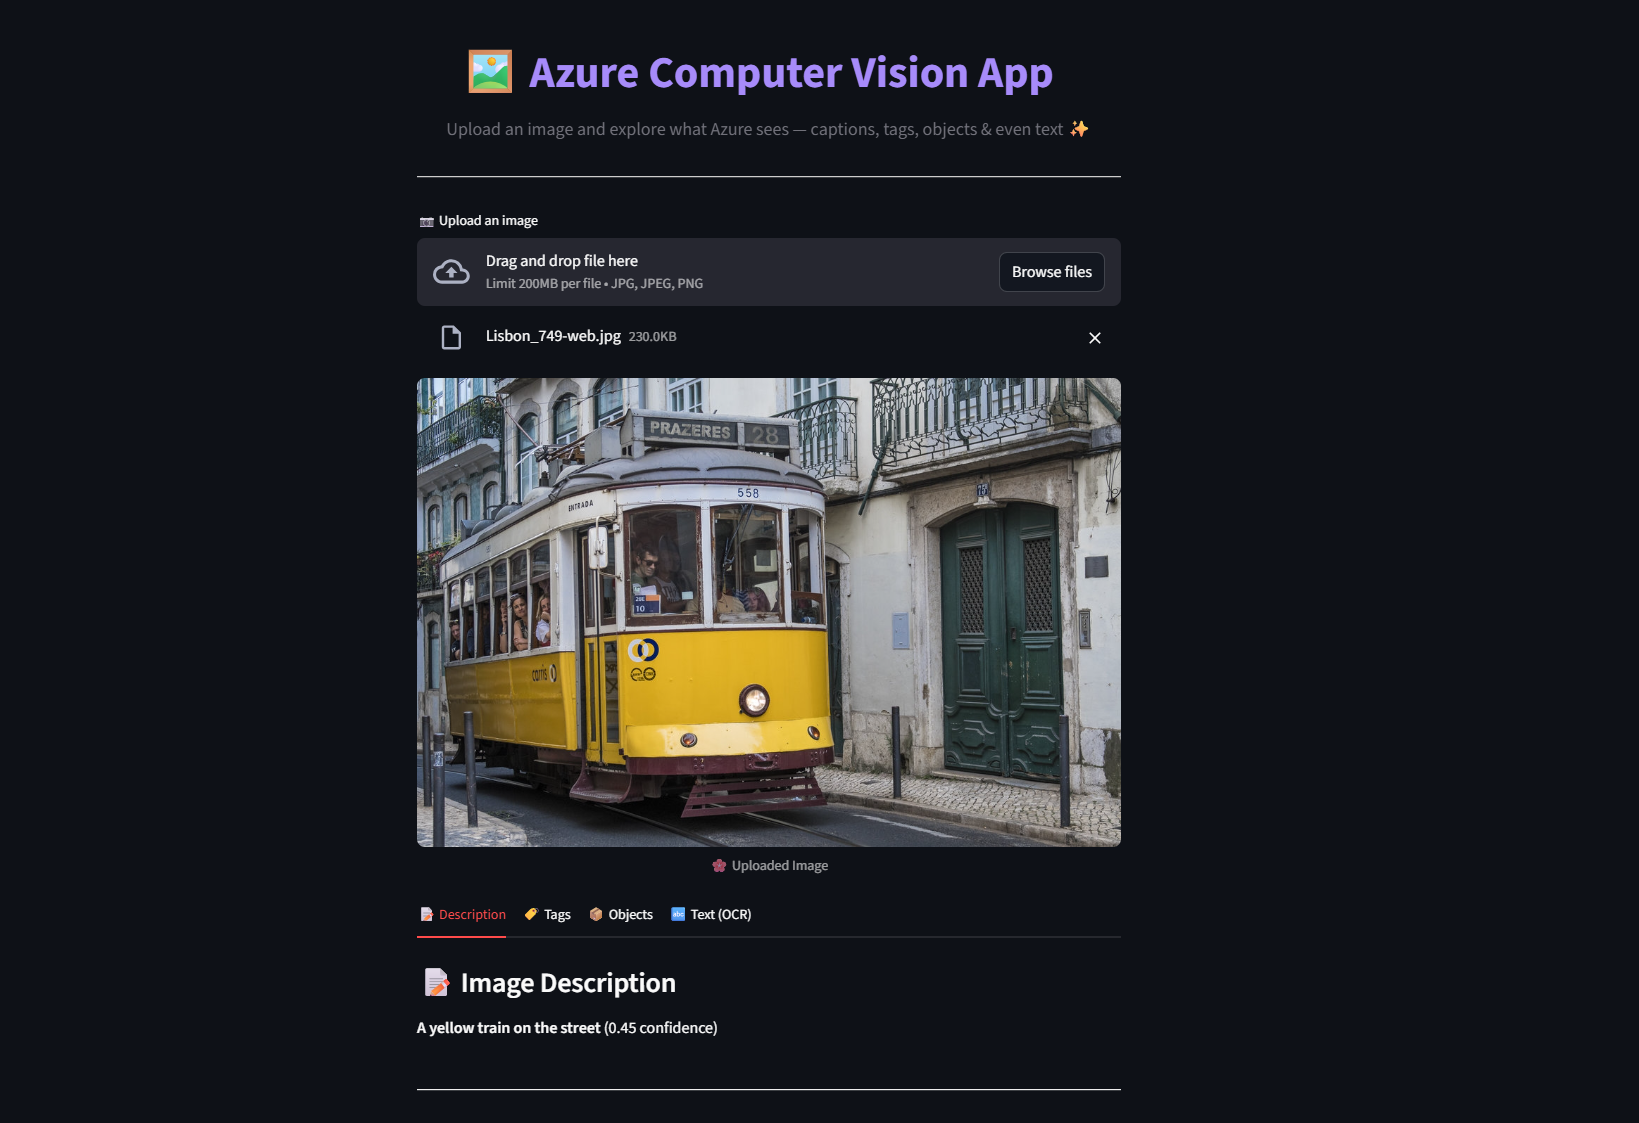 Azure Computer Vision App
Upload an image and explore what Azure sees — captions, tags, objects & even text ✨
Upload an image
Drag and drop file here
Limit 200MB per file • JPG, JPEG, PNG
Browse files
Lisbon_749-web.jpg 230.0KB
PRAZERES 28
558
ENTRADA
10
carris
Uploaded Image
Description Tags Objects Text (OCR)
Image Description
A yellow train on the street (0.45 confidence)